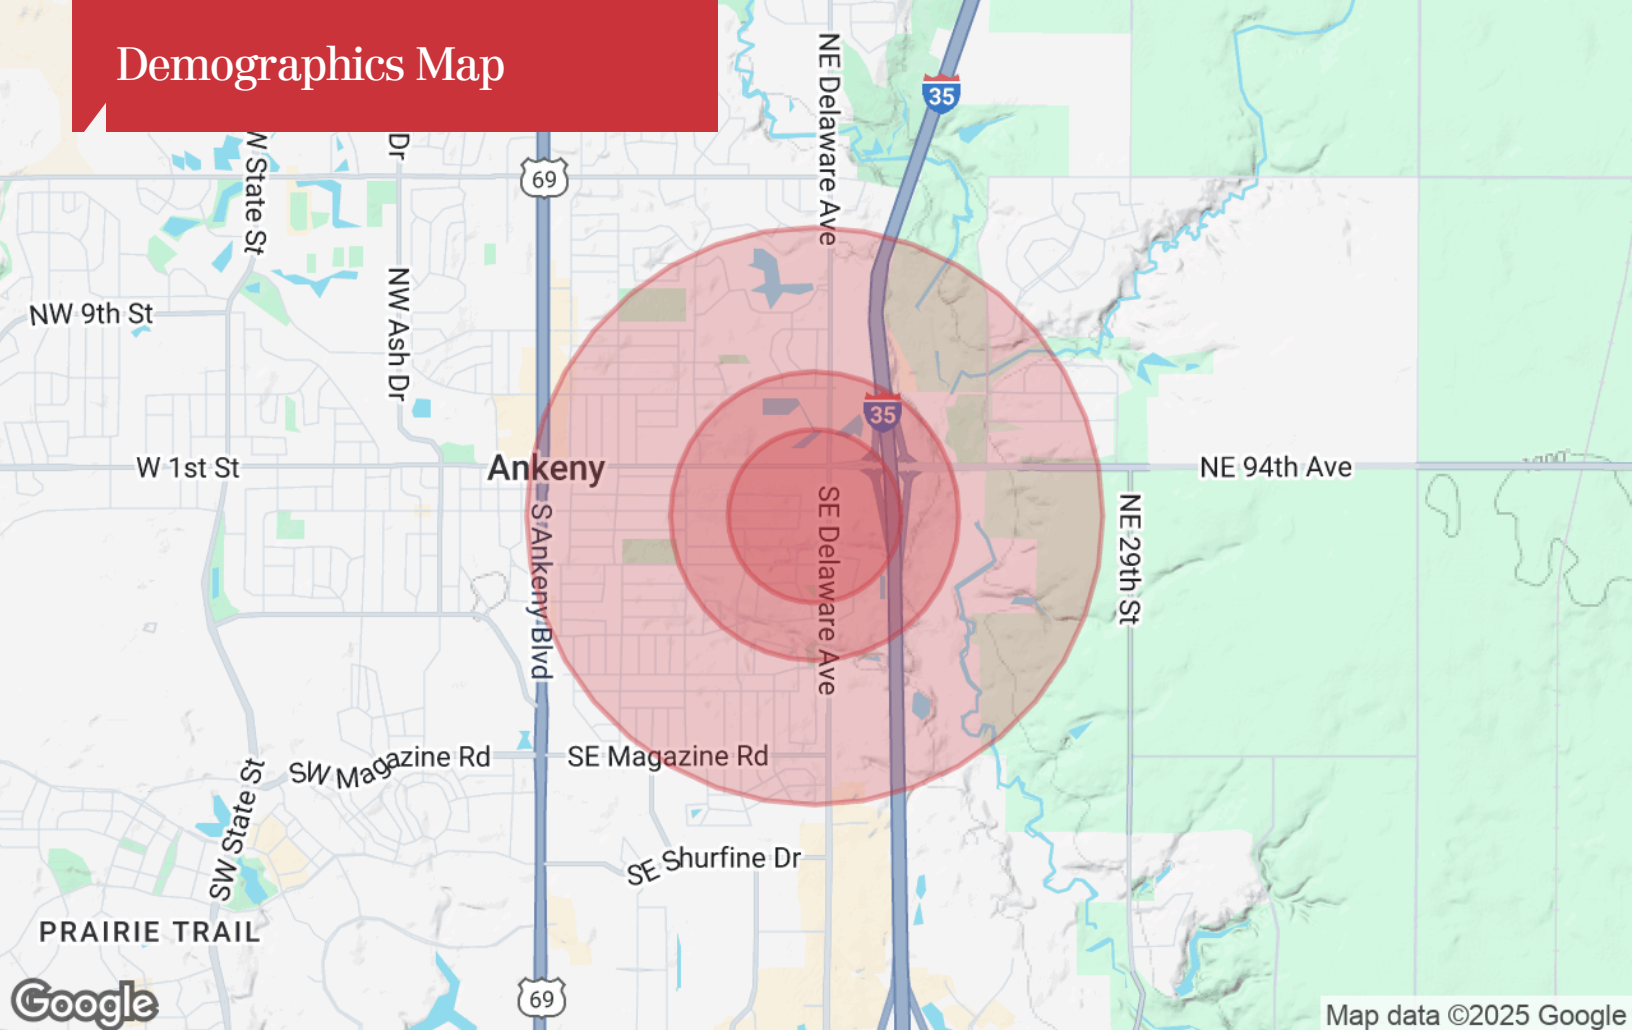 Demographics Map
NE Delaware Ave
35
W State St
Dr
69
NW 9th St
NW Ash Dr
35
W 1st St
Ankeny
NE 94th Ave
S Ankeny Blvd
SE Delaware Ave
NE 29th St
SW Magazine Rd
SE Magazine Rd
SW State St
SE Shurfine Dr
PRAIRIE TRAIL
69
Google
Map data ©2025 Google